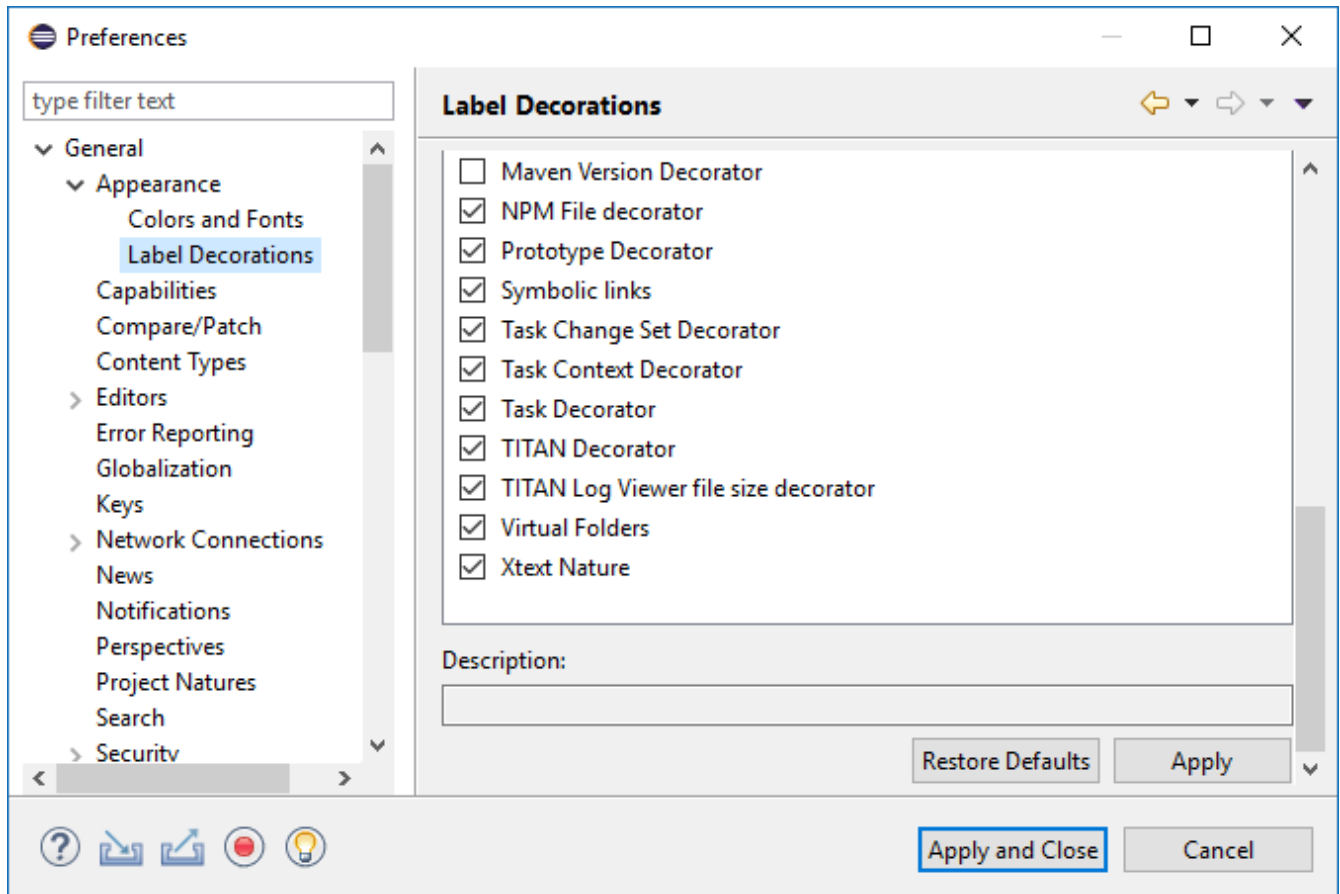 Preferences
type filter text
General
Appearance
Colors and Fonts
Label Decorations
Capabilities
Compare/Patch
Content Types
Editors
Error Reporting
Globalization
Keys
Network Connections
News
Notifications
Perspectives
Project Natures
Search
Security
Label Decorations
Maven Version Decorator
NPM File decorator
Prototype Decorator
Symbolic links
Task Change Set Decorator
Task Context Decorator
Task Decorator
TITAN Decorator
TITAN Log Viewer file size decorator
Virtual Folders
Xtext Nature
Description:
Restore Defaults
Apply
?
Apply and Close
Cancel